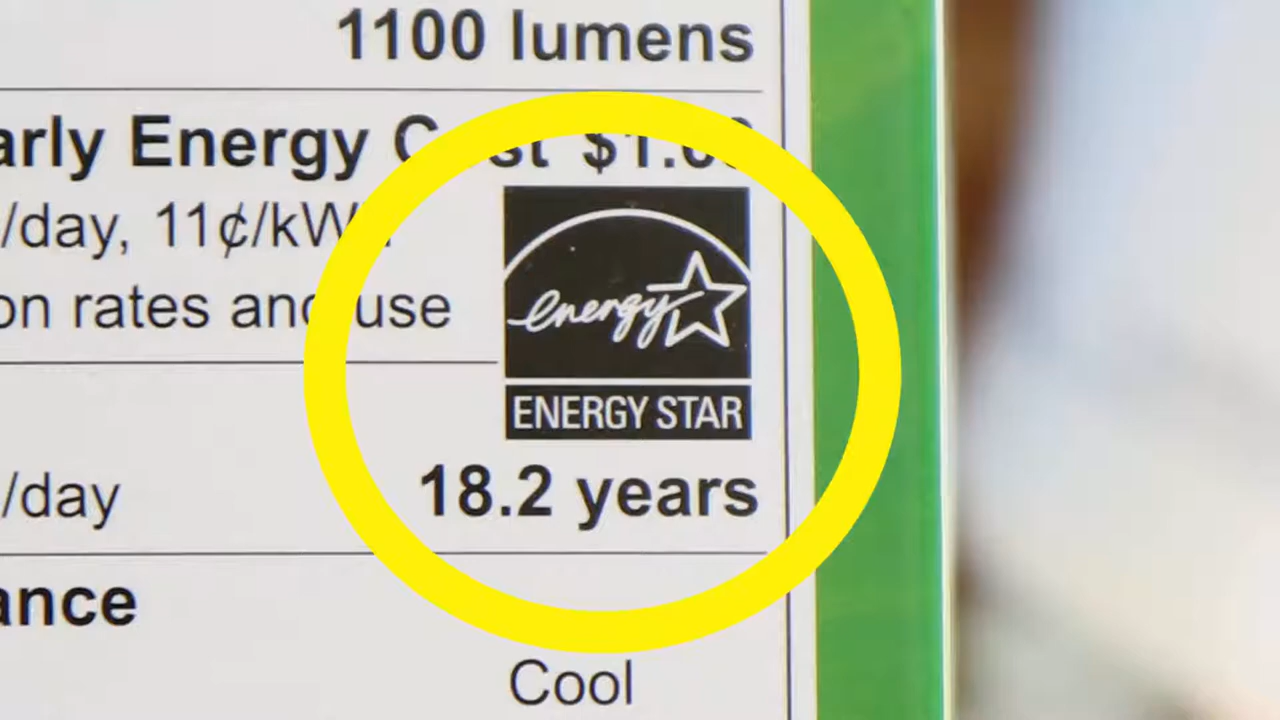 1100 lumens
arly Energy Cost
/day, 11¢/kW
on rates and use
energy
ENERGY STAR
/day
18.2 years
ance
Cool